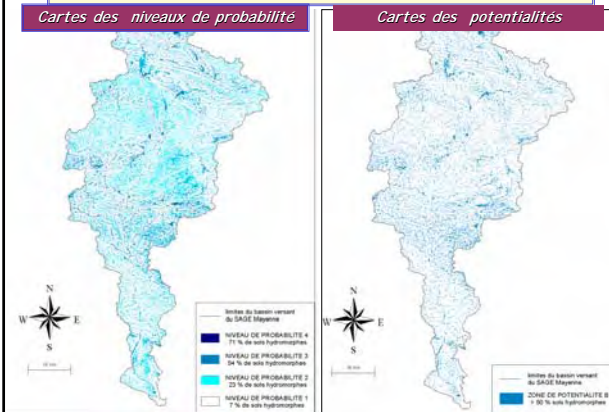 Cartes des niveaux de probabilité
N
W E
S
limites du bassin versant
du SAGE Mayenne
NIVEAU DE PROBABILITE 4
71 % de sols hydromorphes
NIVEAU DE PROBABILITE 3
54 % de sols hydromorphes
NIVEAU DE PROBABILITE 2
23 % de sols hydromorphes
NIVEAU DE PROBABILITE 1
7 % de sols hydromorphes
Cartes des potentialités
N
W E
S
limites du bassin versant
du SAGE Mayenne
ZONE DE POTENTIALITE
> 50 % sols hydromorphes